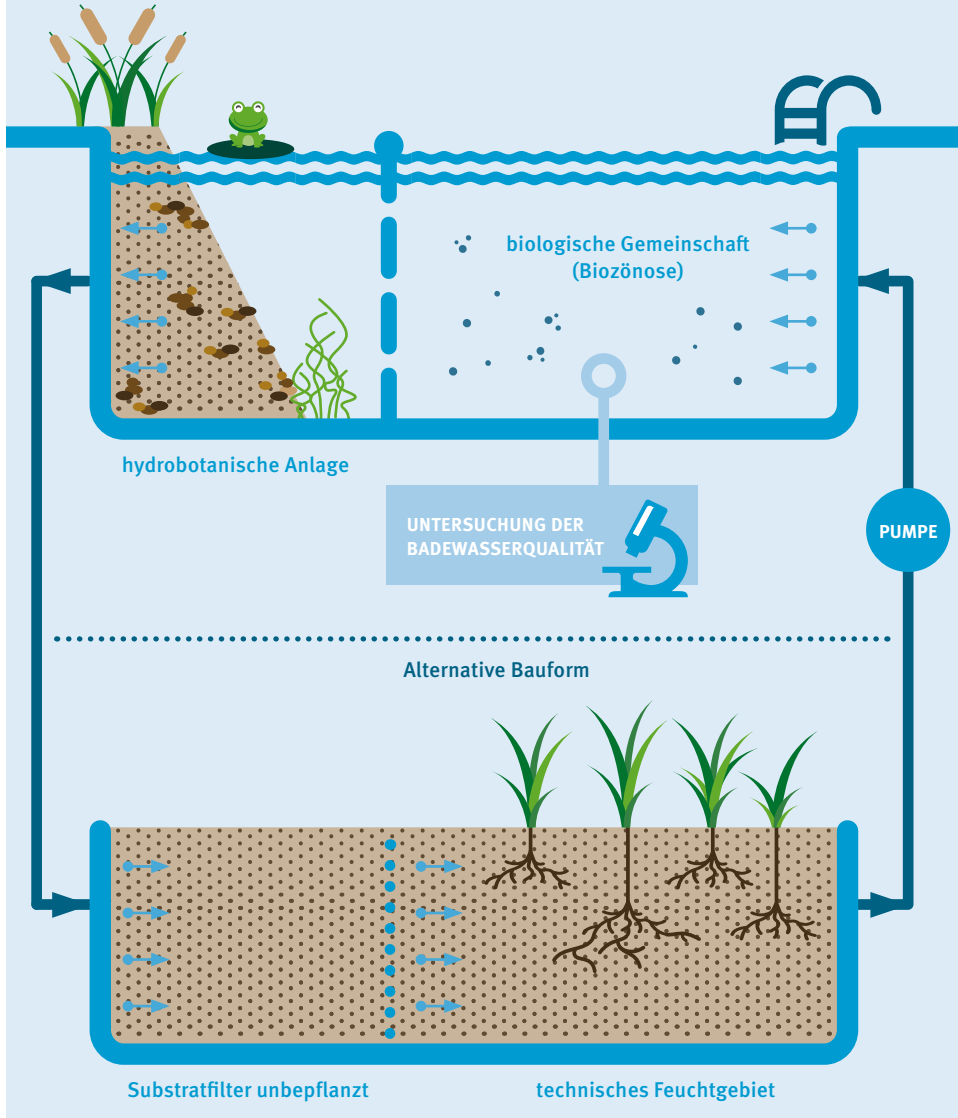 biologische Gemeinschaft
(Biozönose)
hydrobotanische Anlage
UNTERSUCHUNG DER
BADEWASSERQUALITÄT
PUMPE
Alternative Bauform
Substratfilter unbepflanzt
technisches Feuchtgebiet